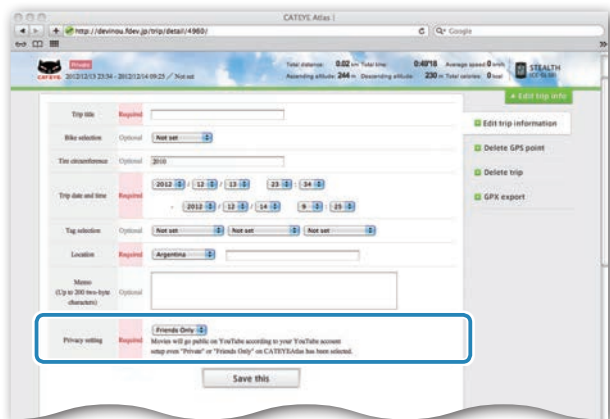 CATEYE Atlas |
http://devinou.fdev.jp/trip/detail/4960/
Google
Private
Total distance: 0.02 km Total time: 0:49'18 Average speed 0 km/h
STEALTH
CATEYE 2012/12/13 23:34 - 2012/12/14 09:25 / Not set
Ascending altitude: 244 m Descending altitude: 230 m Total calories: 0 kcal
+ Edit trip info
Trip title Required
Edit trip information
Bike selection Optional Not set
Delete GPS point
Tire circumference Optional 2010
Delete trip
2012 / 12 / 13 23 : 34
Trip date and time Required
GPX export
- 2012 / 12 / 14 9 : 25
Tag selection Optional Not set Not set Not set
Location Required Argentina
Memo
(Up to 200 two-byte Optional
characters)
Friends Only
Privacy setting Required Movies will go public on YouTube according to your YouTube account
setup even "Private" or "Friends Only" on CATEYEAtlas has been selected.
Save this